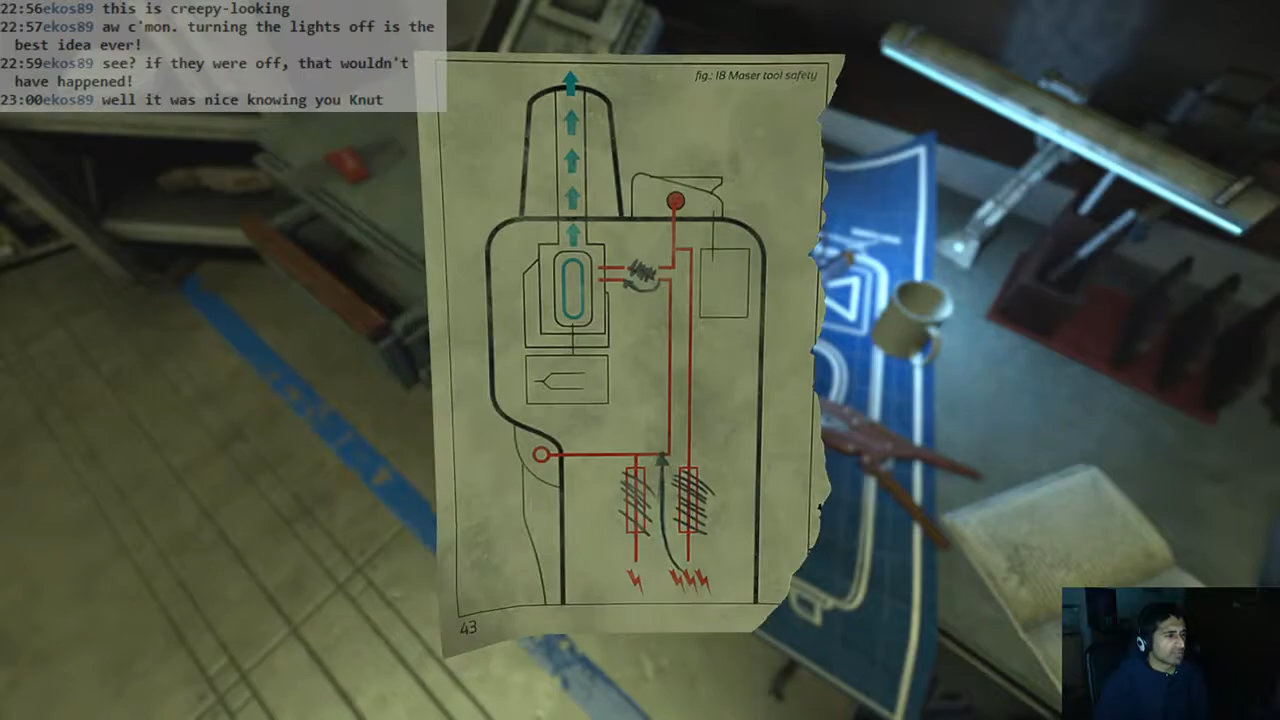 22:56ekos89 this is creepy-looking
22:57ekos89 aw c'mon. turning the lights off is the
best idea ever!
22:59ekos89 see? if they were off, that wouldn't
have happened!
23:00ekos89 well it was nice knowing you Knut
fig.: 18 Maser tool safety
43